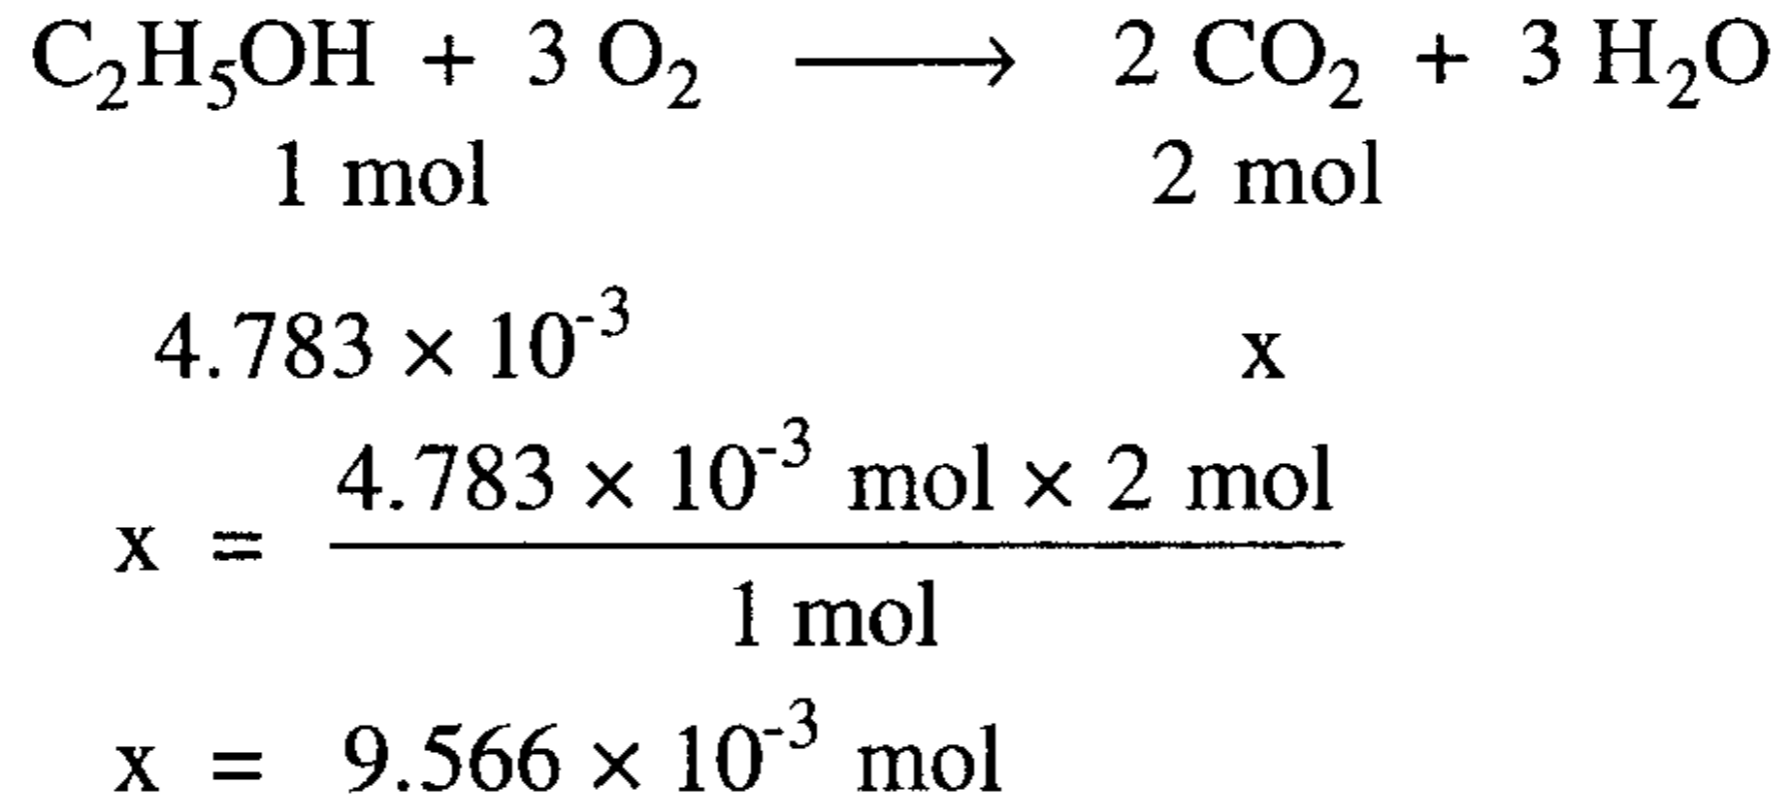 C₂H₅OH + 3 O₂ ⟶ 2 CO₂ + 3 H₂O
1 mol 2 mol
4.783 × 10⁻³ x
x = 4.783 × 10⁻³ mol × 2 mol / 1 mol
x = 9.566 × 10⁻³ mol